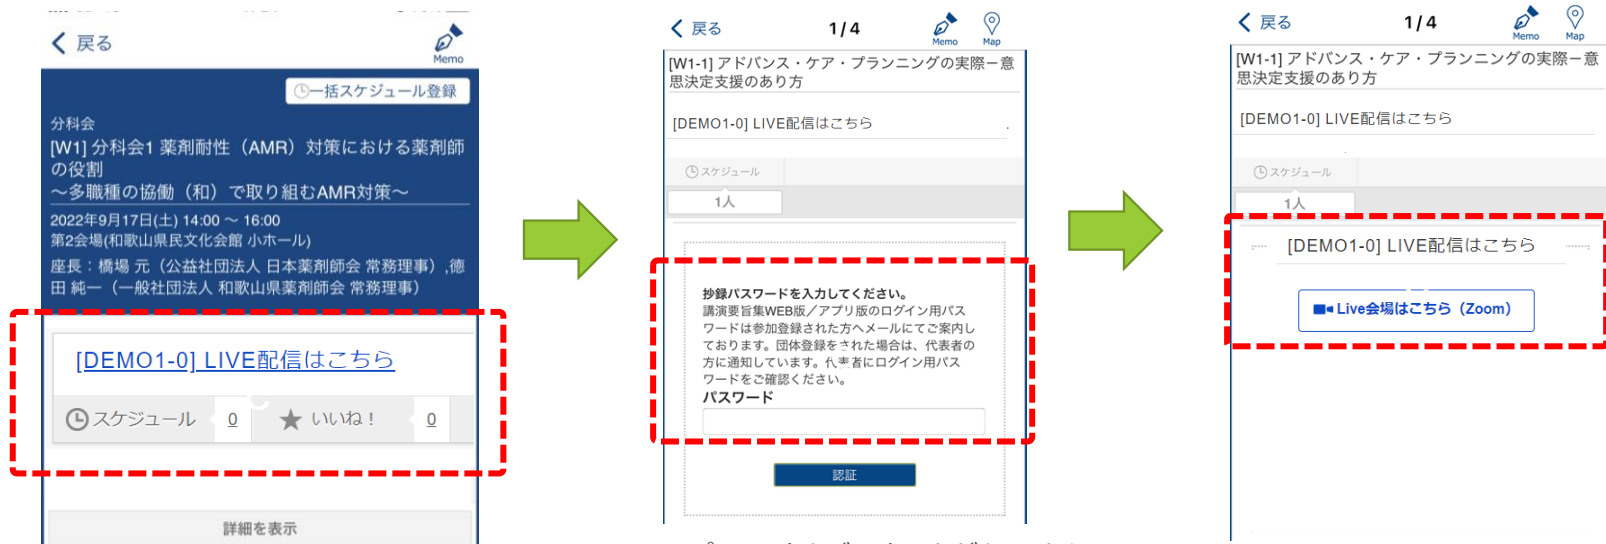 戻る
Memo
一括スケジュール登録
分科会
[W1] 分科会1 薬剤耐性（AMR）対策における薬剤師
の役割
～多職種の協働（和）で取り組むAMR対策～
2022年9月17日(土) 14:00 ～ 16:00
第2会場(和歌山県民文化会館 小ホール)
座長：橋場 元（公益社団法人 日本薬剤師会 常務理事）,德
田 純一（一般社団法人 和歌山県薬剤師会 常務理事）
[DEMO1-0] LIVE配信はこちら
スケジュール 0 いいね！ 0
詳細を表示
戻る 1/4 Memo Map
[W1-1] アドバンス・ケア・プランニングの実際－意
思決定支援のあり方
[DEMO1-0] LIVE配信はこちら
スケジュール
1人
抄録パスワードを入力してください。
講演要旨集WEB版／アプリ版のログイン用パス
ワードは参加登録された方へメールにてご案内し
ております。団体登録をされた場合は、代表者の
方に通知しています。代表者にログイン用パス
ワードをご確認ください。
パスワード
認証
戻る 1/4 Memo Map
[W1-1] アドバンス・ケア・プランニングの実際－意
思決定支援のあり方
[DEMO1-0] LIVE配信はこちら
スケジュール
1人
[DEMO1-0] LIVE配信はこちら
Live会場はこちら（Zoom）